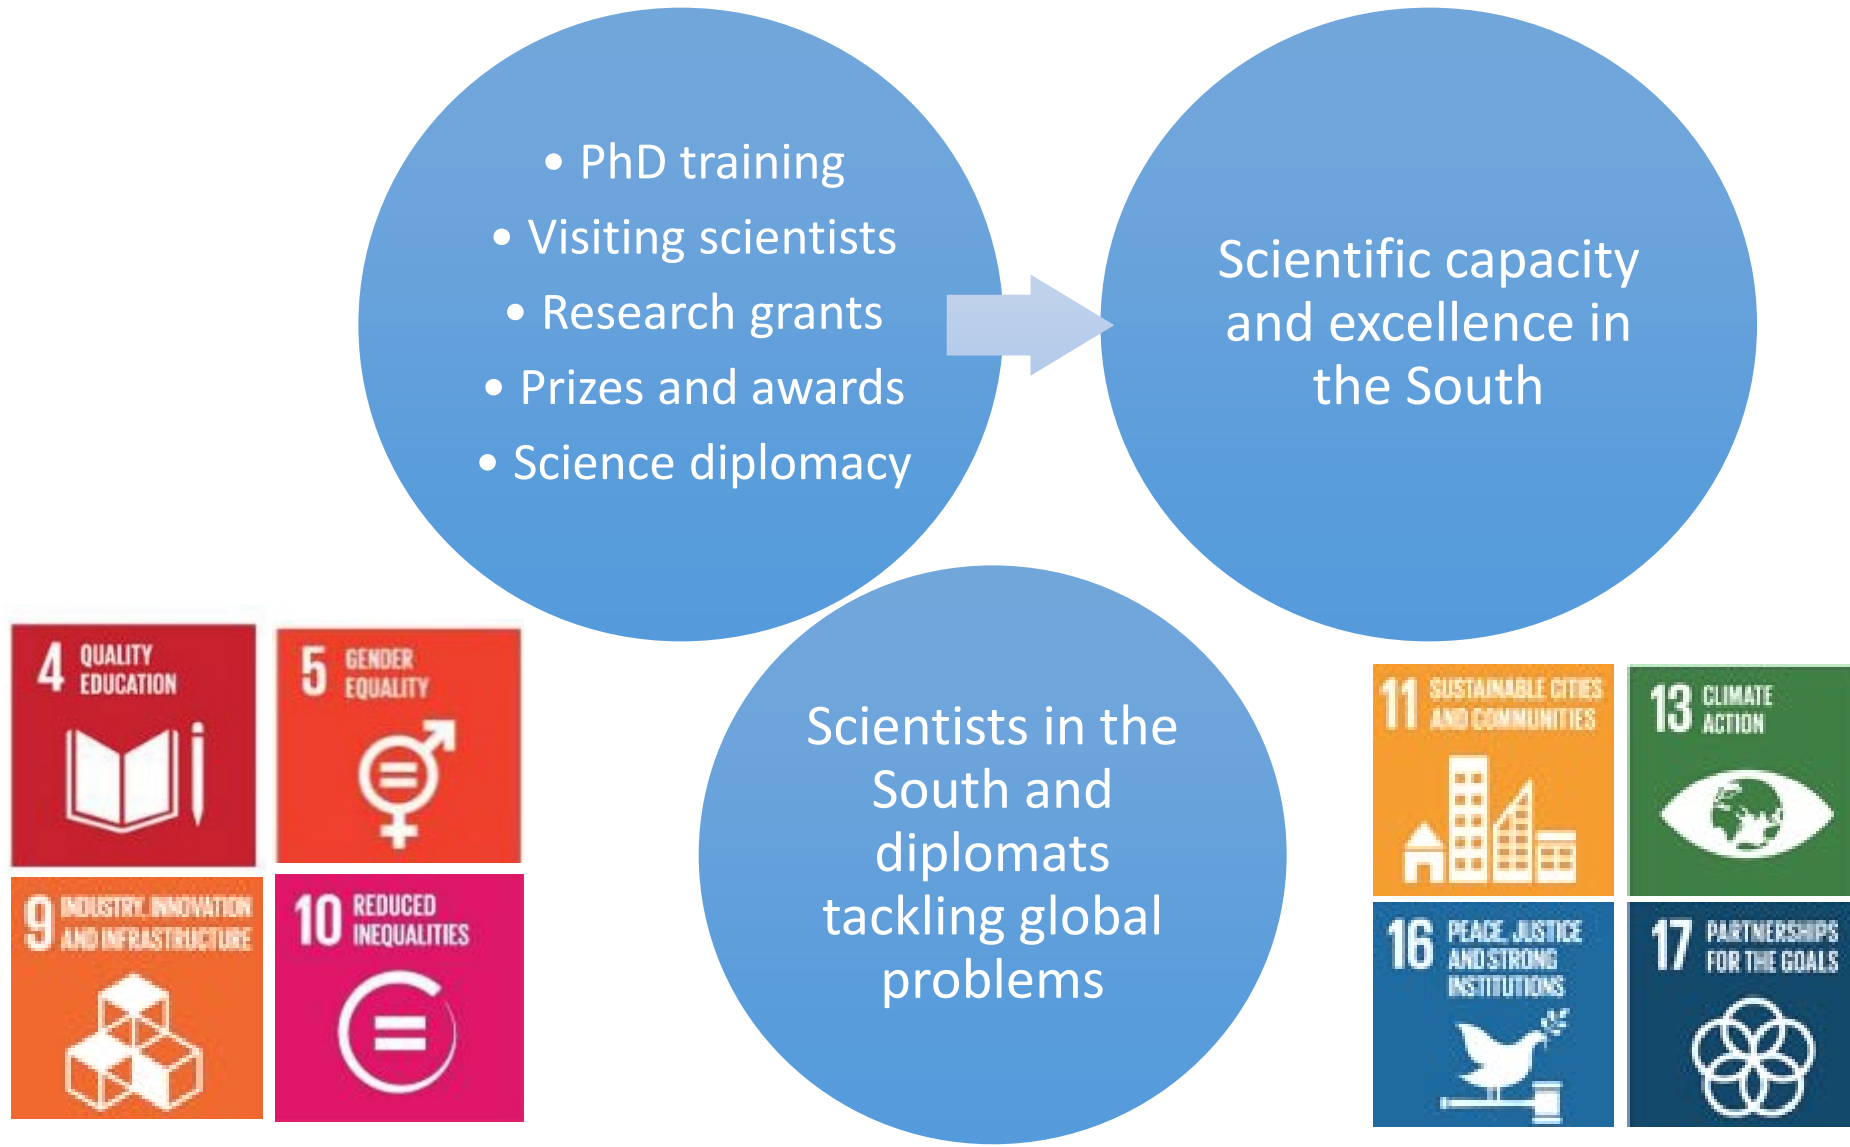 • PhD training
• Visiting scientists
• Research grants
• Prizes and awards
• Science diplomacy
Scientific capacity
and excellence in
the South
Scientists in the
South and
diplomats
tackling global
problems
4 QUALITY
EDUCATION
5 GENDER
EQUALITY
9 INDUSTRY, INNOVATION
AND INFRASTRUCTURE
10 REDUCED
INEQUALITIES
11 SUSTAINABLE CITIES
AND COMMUNITIES
13 CLIMATE
ACTION
16 PEACE, JUSTICE
AND STRONG
INSTITUTIONS
17 PARTNERSHIPS
FOR THE GOALS